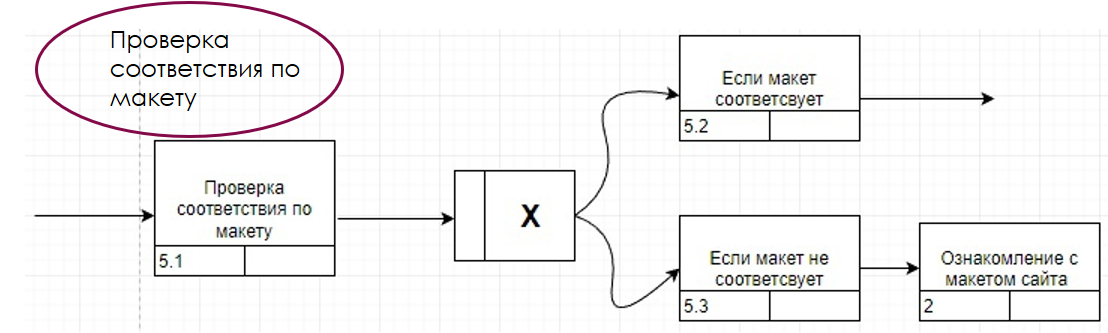 Проверка
соответствия по
макету
Проверка
соответствия по
макету
5.1
X
Если макет
соответсвует
5.2
Если макет не
соответсвует
5.3
Ознакомление с
макетом сайта
2